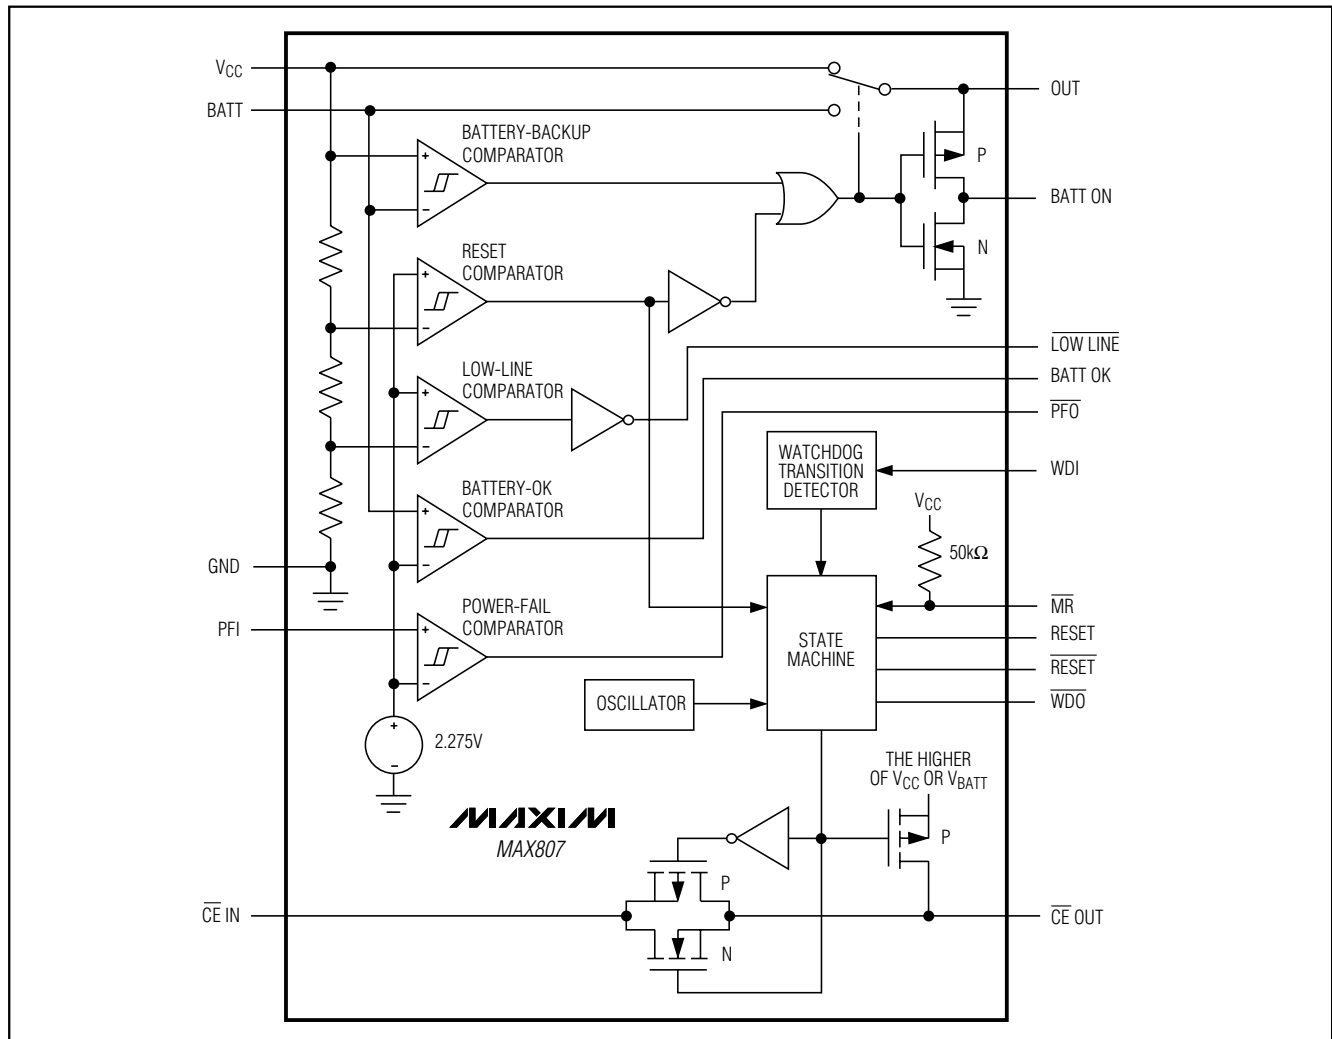 VCC
BATT
GND
PFI
CE IN
BATTERY-BACKUP
COMPARATOR
+
−
RESET
COMPARATOR
+
−
LOW-LINE
COMPARATOR
+
−
BATTERY-OK
COMPARATOR
+
−
POWER-FAIL
COMPARATOR
+
−
+
−
2.275V
MAXIM
MAX807
OSCILLATOR
WATCHDOG
TRANSITION
DETECTOR
STATE
MACHINE
VCC
50kΩ
THE HIGHER
OF VCC OR VBATT
P
P
N
P
N
OUT
BATT ON
LOW LINE
BATT OK
PFO
WDI
MR
RESET
RESET
WDO
CE OUT